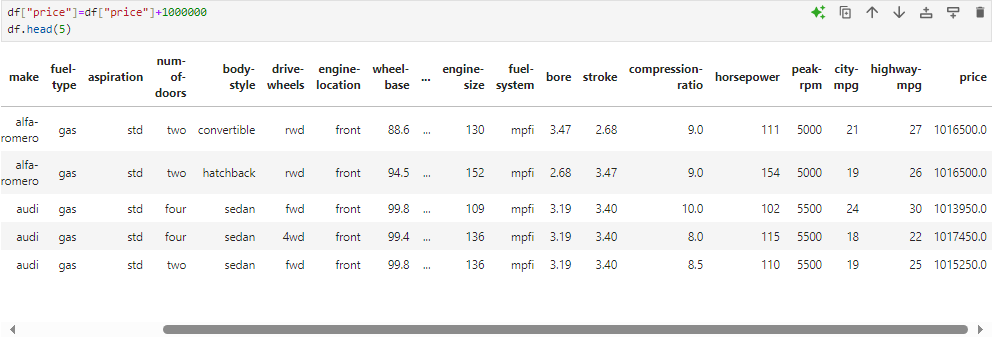 df["price"]=df["price"]+1000000
df.head(5)
make fuel-type aspiration num-of-doors body-style drive-wheels engine-location wheel-base ... engine-size fuel-system bore stroke compression-ratio horsepower peak-rpm city-mpg highway-mpg price
alfa-romero gas std two convertible rwd front 88.6 ... 130 mpfi 3.47 2.68 9.0 111 5000 21 27 1016500.0
alfa-romero gas std two hatchback rwd front 94.5 ... 152 mpfi 2.68 3.47 9.0 154 5000 19 26 1016500.0
audi gas std four sedan fwd front 99.8 ... 109 mpfi 3.19 3.40 10.0 102 5500 24 30 1013950.0
audi gas std four sedan 4wd front 99.4 ... 136 mpfi 3.19 3.40 8.0 115 5500 18 22 1017450.0
audi gas std two sedan fwd front 99.8 ... 136 mpfi 3.19 3.40 8.5 110 5500 19 25 1015250.0